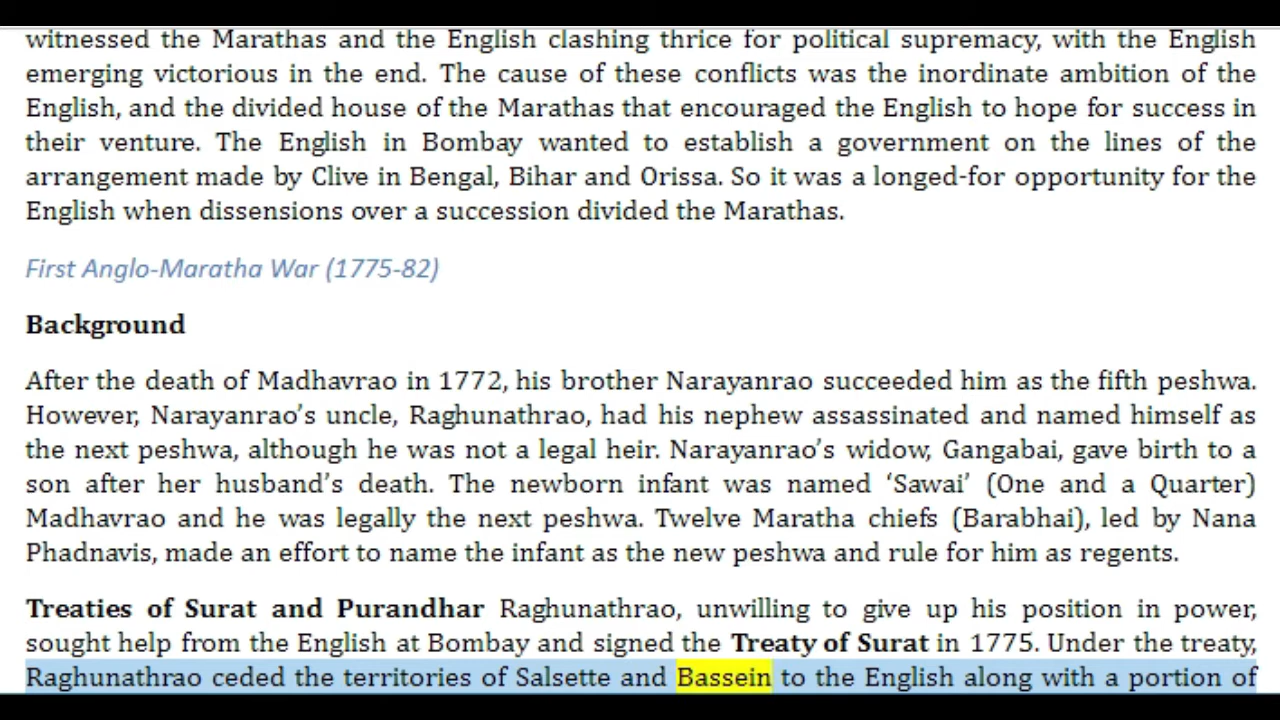 witnessed the Marathas and the English clashing thrice for political supremacy, with the English
emerging victorious in the end. The cause of these conflicts was the inordinate ambition of the
English, and the divided house of the Marathas that encouraged the English to hope for success in
their venture. The English in Bombay wanted to establish a government on the lines of the
arrangement made by Clive in Bengal, Bihar and Orissa. So it was a longed-for opportunity for the
English when dissensions over a succession divided the Marathas.
First Anglo-Maratha War (1775-82)
Background
After the death of Madhavrao in 1772, his brother Narayanrao succeeded him as the fifth peshwa.
However, Narayanrao’s uncle, Raghunathrao, had his nephew assassinated and named himself as
the next peshwa, although he was not a legal heir. Narayanrao’s widow, Gangabai, gave birth to a
son after her husband’s death. The newborn infant was named ‘Sawai’ (One and a Quarter)
Madhavrao and he was legally the next peshwa. Twelve Maratha chiefs (Barabhai), led by Nana
Phadnavis, made an effort to name the infant as the new peshwa and rule for him as regents.
Treaties of Surat and Purandhar Raghunathrao, unwilling to give up his position in power,
sought help from the English at Bombay and signed the Treaty of Surat in 1775. Under the treaty,
Raghunathrao ceded the territories of Salsette and Bassein to the English along with a portion of